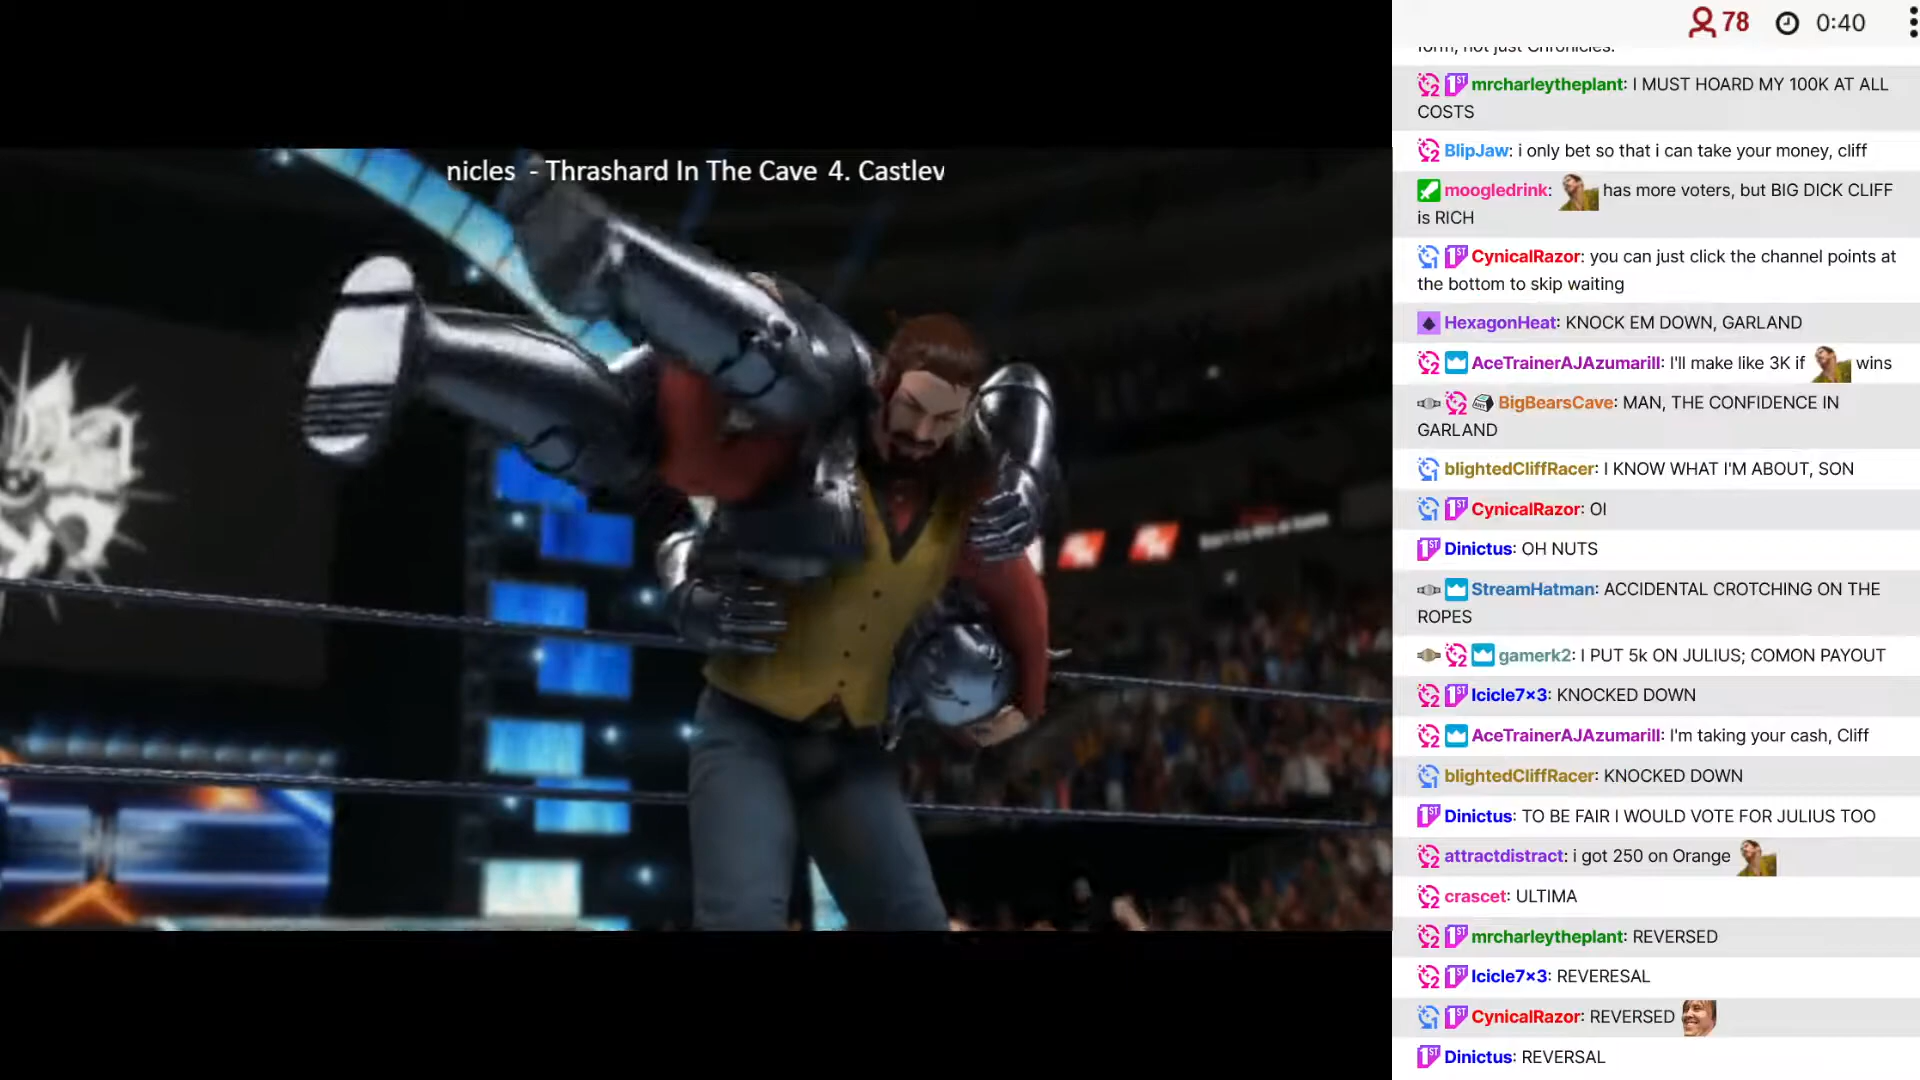 nicles - Thrashard In The Cave 4. Castlev
78 0:40
form, not just Chronicles.
mrcharleytheplant: I MUST HOARD MY 100K AT ALL
COSTS
BlipJaw: i only bet so that i can take your money, cliff
moogledrink: has more voters, but BIG DICK CLIFF
is RICH
CynicalRazor: you can just click the channel points at
the bottom to skip waiting
HexagonHeat: KNOCK EM DOWN, GARLAND
AceTrainerAJAzumarill: I'll make like 3K if wins
BigBearsCave: MAN, THE CONFIDENCE IN
GARLAND
blightedCliffRacer: I KNOW WHAT I'M ABOUT, SON
CynicalRazor: OI
Dinictus: OH NUTS
StreamHatman: ACCIDENTAL CROTCHING ON THE
ROPES
gamerk2: I PUT 5k ON JULIUS; COMON PAYOUT
Icicle7x3: KNOCKED DOWN
AceTrainerAJAzumarill: I'm taking your cash, Cliff
blightedCliffRacer: KNOCKED DOWN
Dinictus: TO BE FAIR I WOULD VOTE FOR JULIUS TOO
attractdistract: i got 250 on Orange
crascet: ULTIMA
mrcharleytheplant: REVERSED
Icicle7x3: REVERESAL
CynicalRazor: REVERSED
Dinictus: REVERSAL